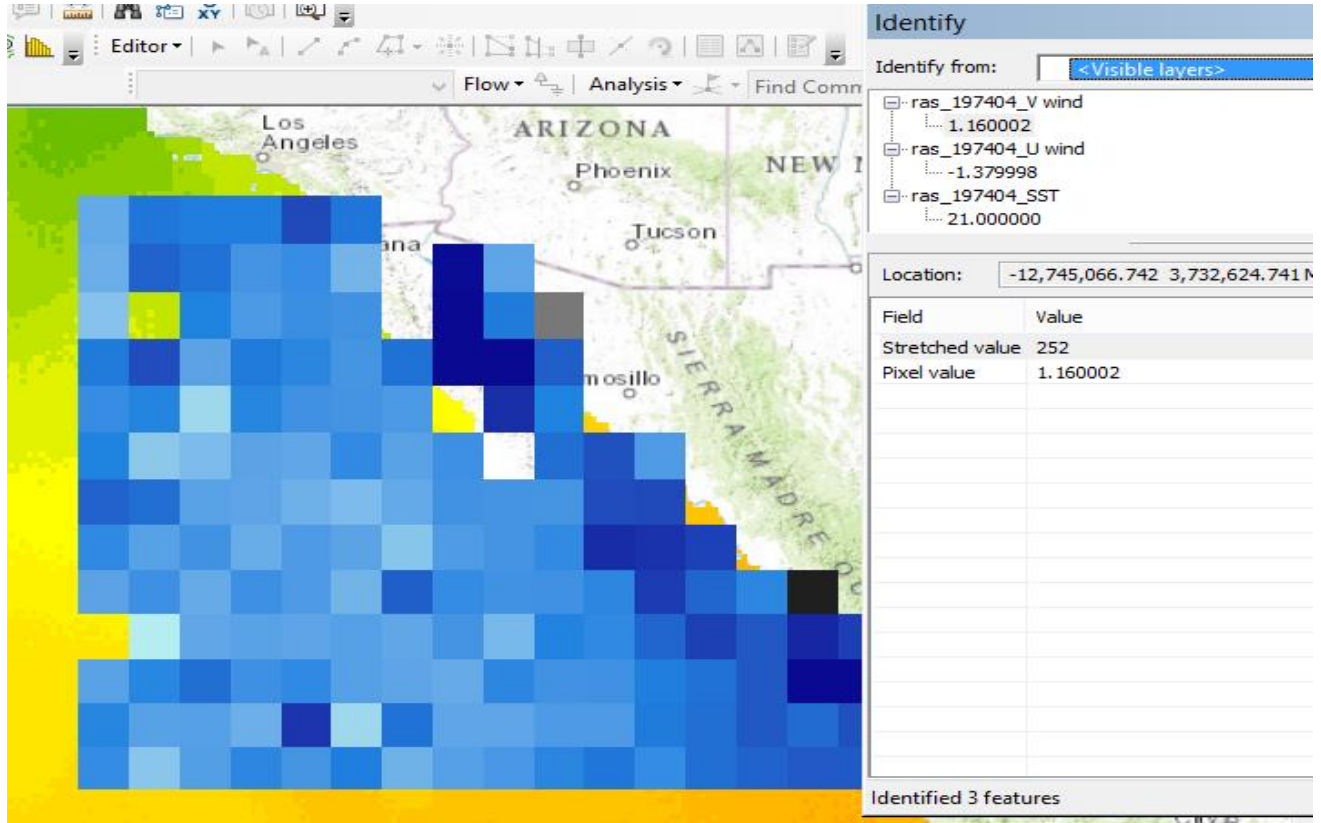 XY
Editor
Flow
Analysis
Find Comm
Los
Angeles
ARIZONA
Phoenix
NEW
Tucson
ana
mosillo
SIERRA MADRE
Identify
Identify from:
<Visible layers>
ras_197404_V wind
1.160002
ras_197404_U wind
-1.379998
ras_197404_SST
21.000000
Location:
-12,745,066.742 3,732,624.741 M
Field Value
Stretched value 252
Pixel value 1.160002
Identified 3 features